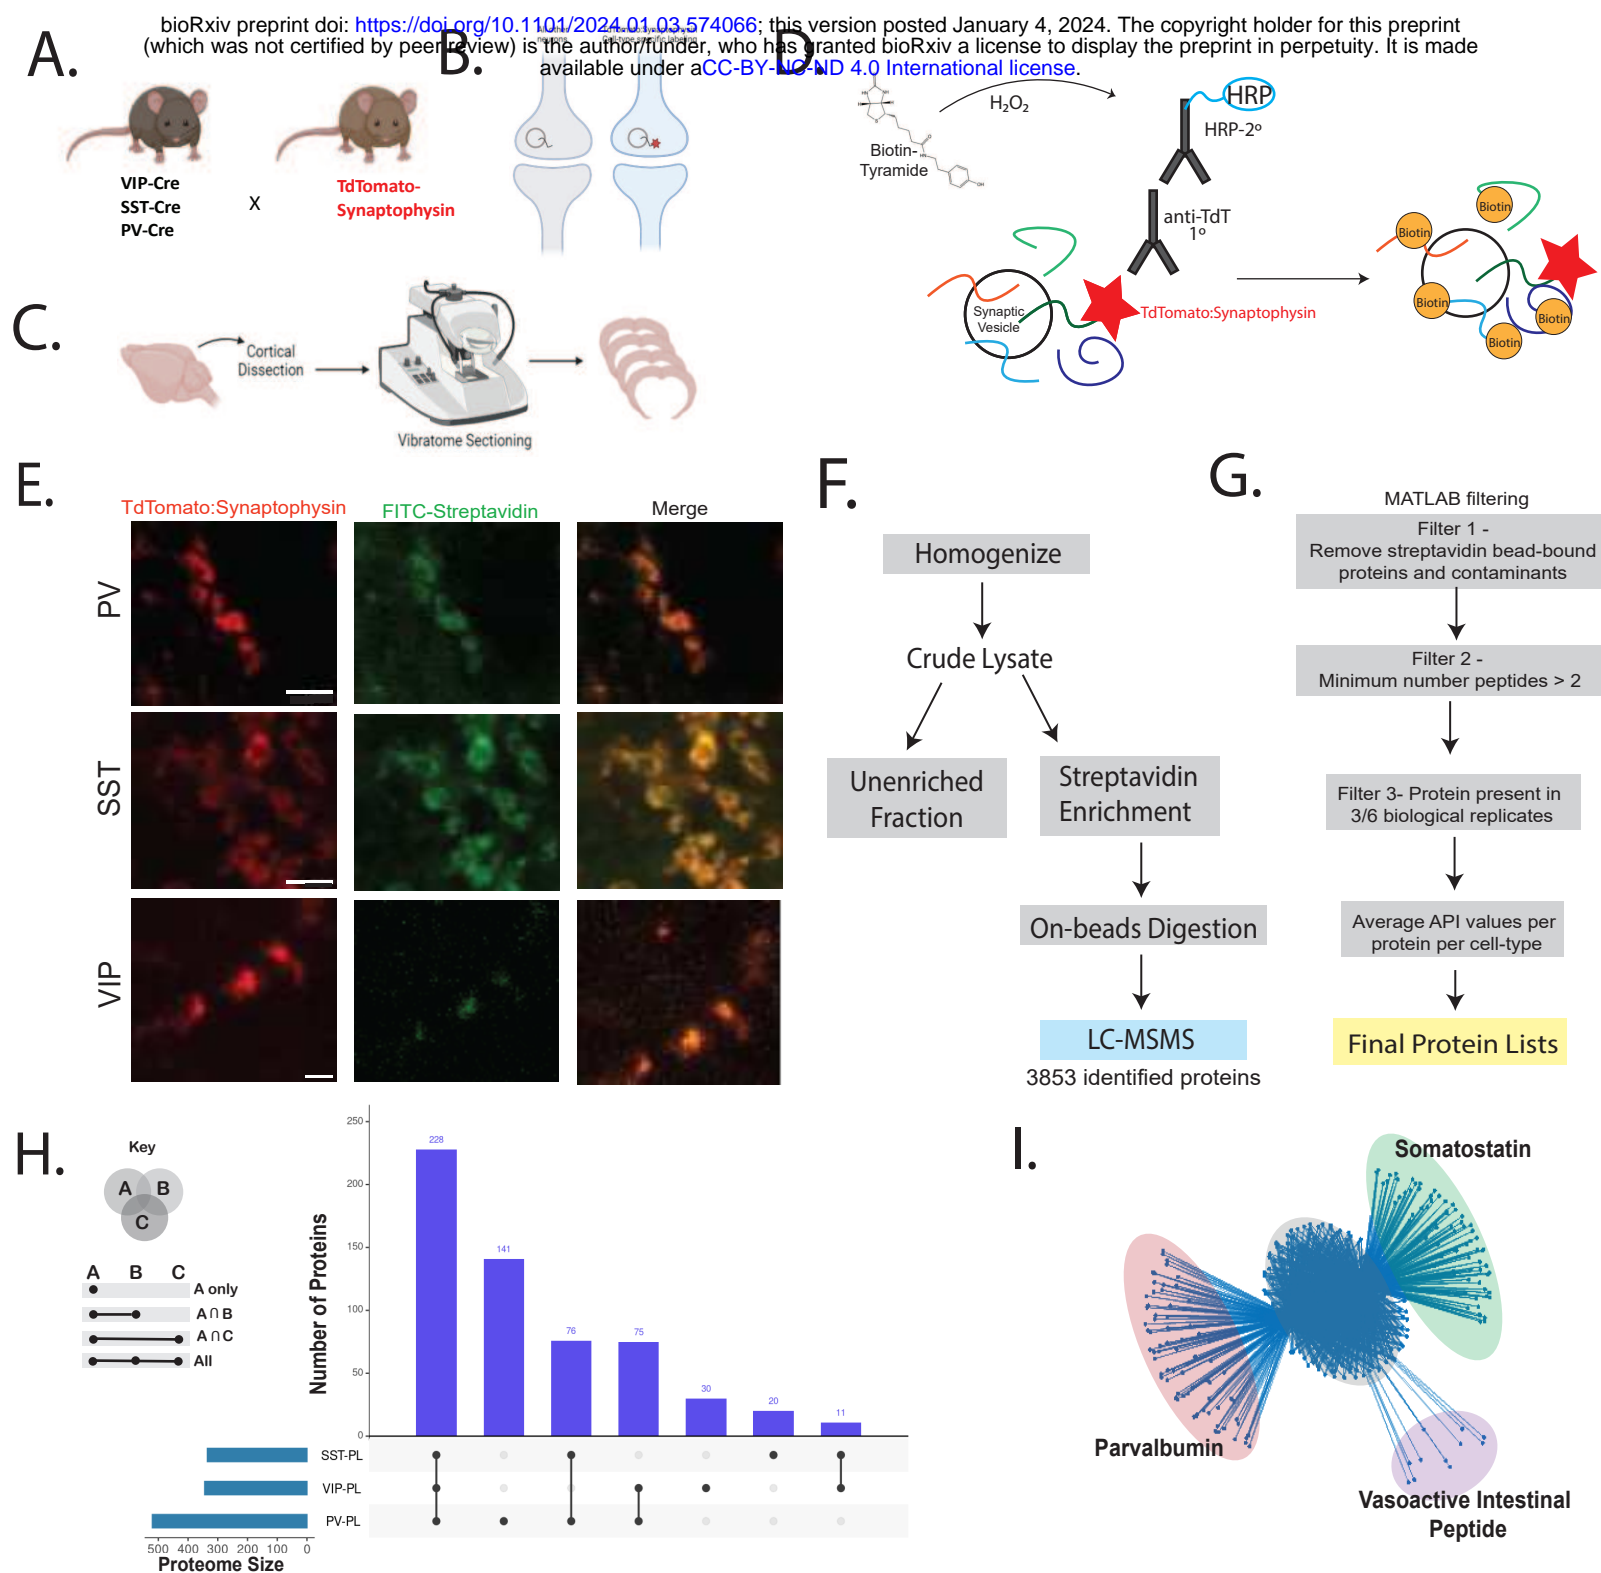 bioRxiv preprint doi: https://doi.org/10.1101/2024.01.03.574066; this version posted January 4, 2024. The copyright holder for this preprint
(which was not certified by peer review) is the author/funder, who has granted bioRxiv a license to display the preprint in perpetuity. It is made
available under aCC-BY-NC-ND 4.0 International license.
A.
VIP-Cre
SST-Cre
PV-Cre
X
TdTomato-
Synaptophysin
B.
neurons
Cell-type specific labeling
C.
Cortical
Dissection
Vibratome Sectioning
D.
H₂O₂
Biotin-
Tyramide
HRP
HRP-2º
anti-TdT
1º
Synaptic
Vesicle
TdTomato:Synaptophysin
Biotin
Biotin
Biotin
Biotin
Biotin
E.
TdTomato:Synaptophysin
FITC-Streptavidin
Merge
PV
SST
VIP
F.
Homogenize
Crude Lysate
Unenriched
Fraction
Streptavidin
Enrichment
On-beads Digestion
LC-MSMS
3853 identified proteins
G.
MATLAB filtering
Filter 1 -
Remove streptavidin bead-bound
proteins and contaminants
Filter 2 -
Minimum number peptides > 2
Filter 3- Protein present in
3/6 biological replicates
Average API values per
protein per cell-type
Final Protein Lists
H.
Key
A B
C
A B C
A only
A∩B
A∩C
All
Number of Proteins
250
200
150
100
50
0
228
141
76
75
30
20
11
SST-PL
VIP-PL
PV-PL
500 400 300 200 100 0
Proteome Size
I.
Somatostatin
Parvalbumin
Vasoactive Intestinal
Peptide